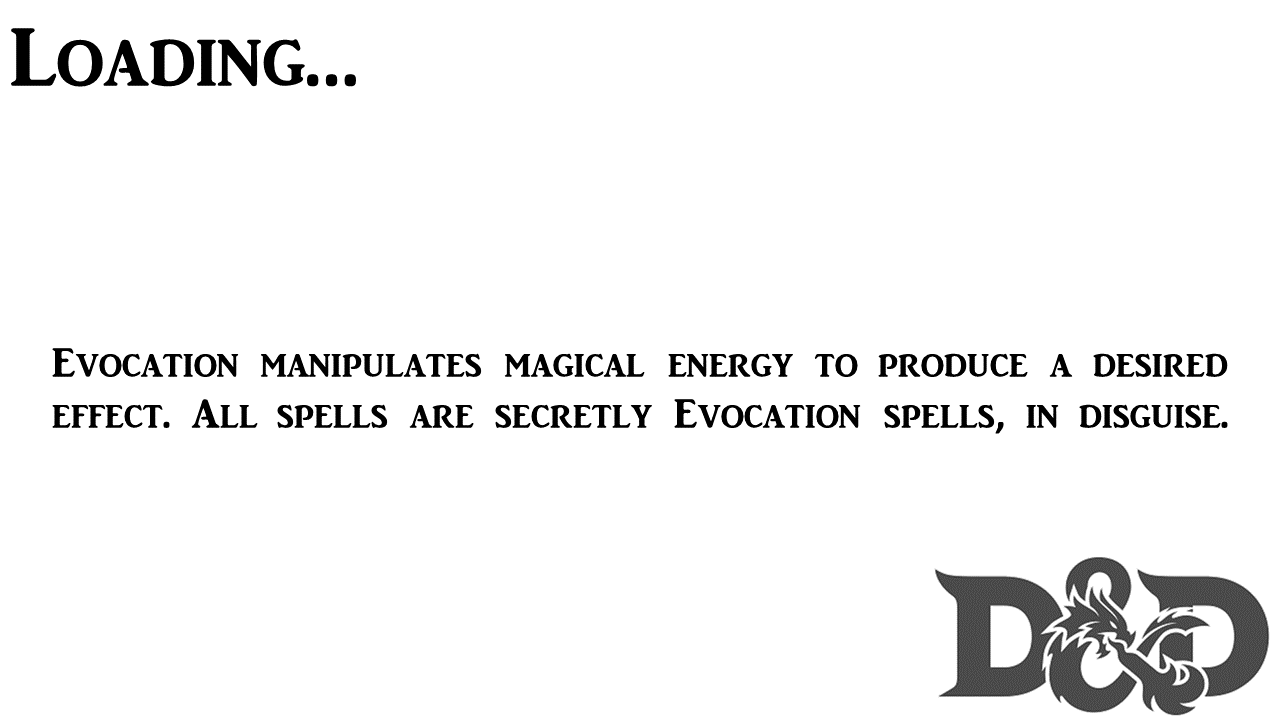 Loading...
Evocation manipulates magical energy to produce a desired
effect. All spells are secretly Evocation spells, in disguise.
D&D